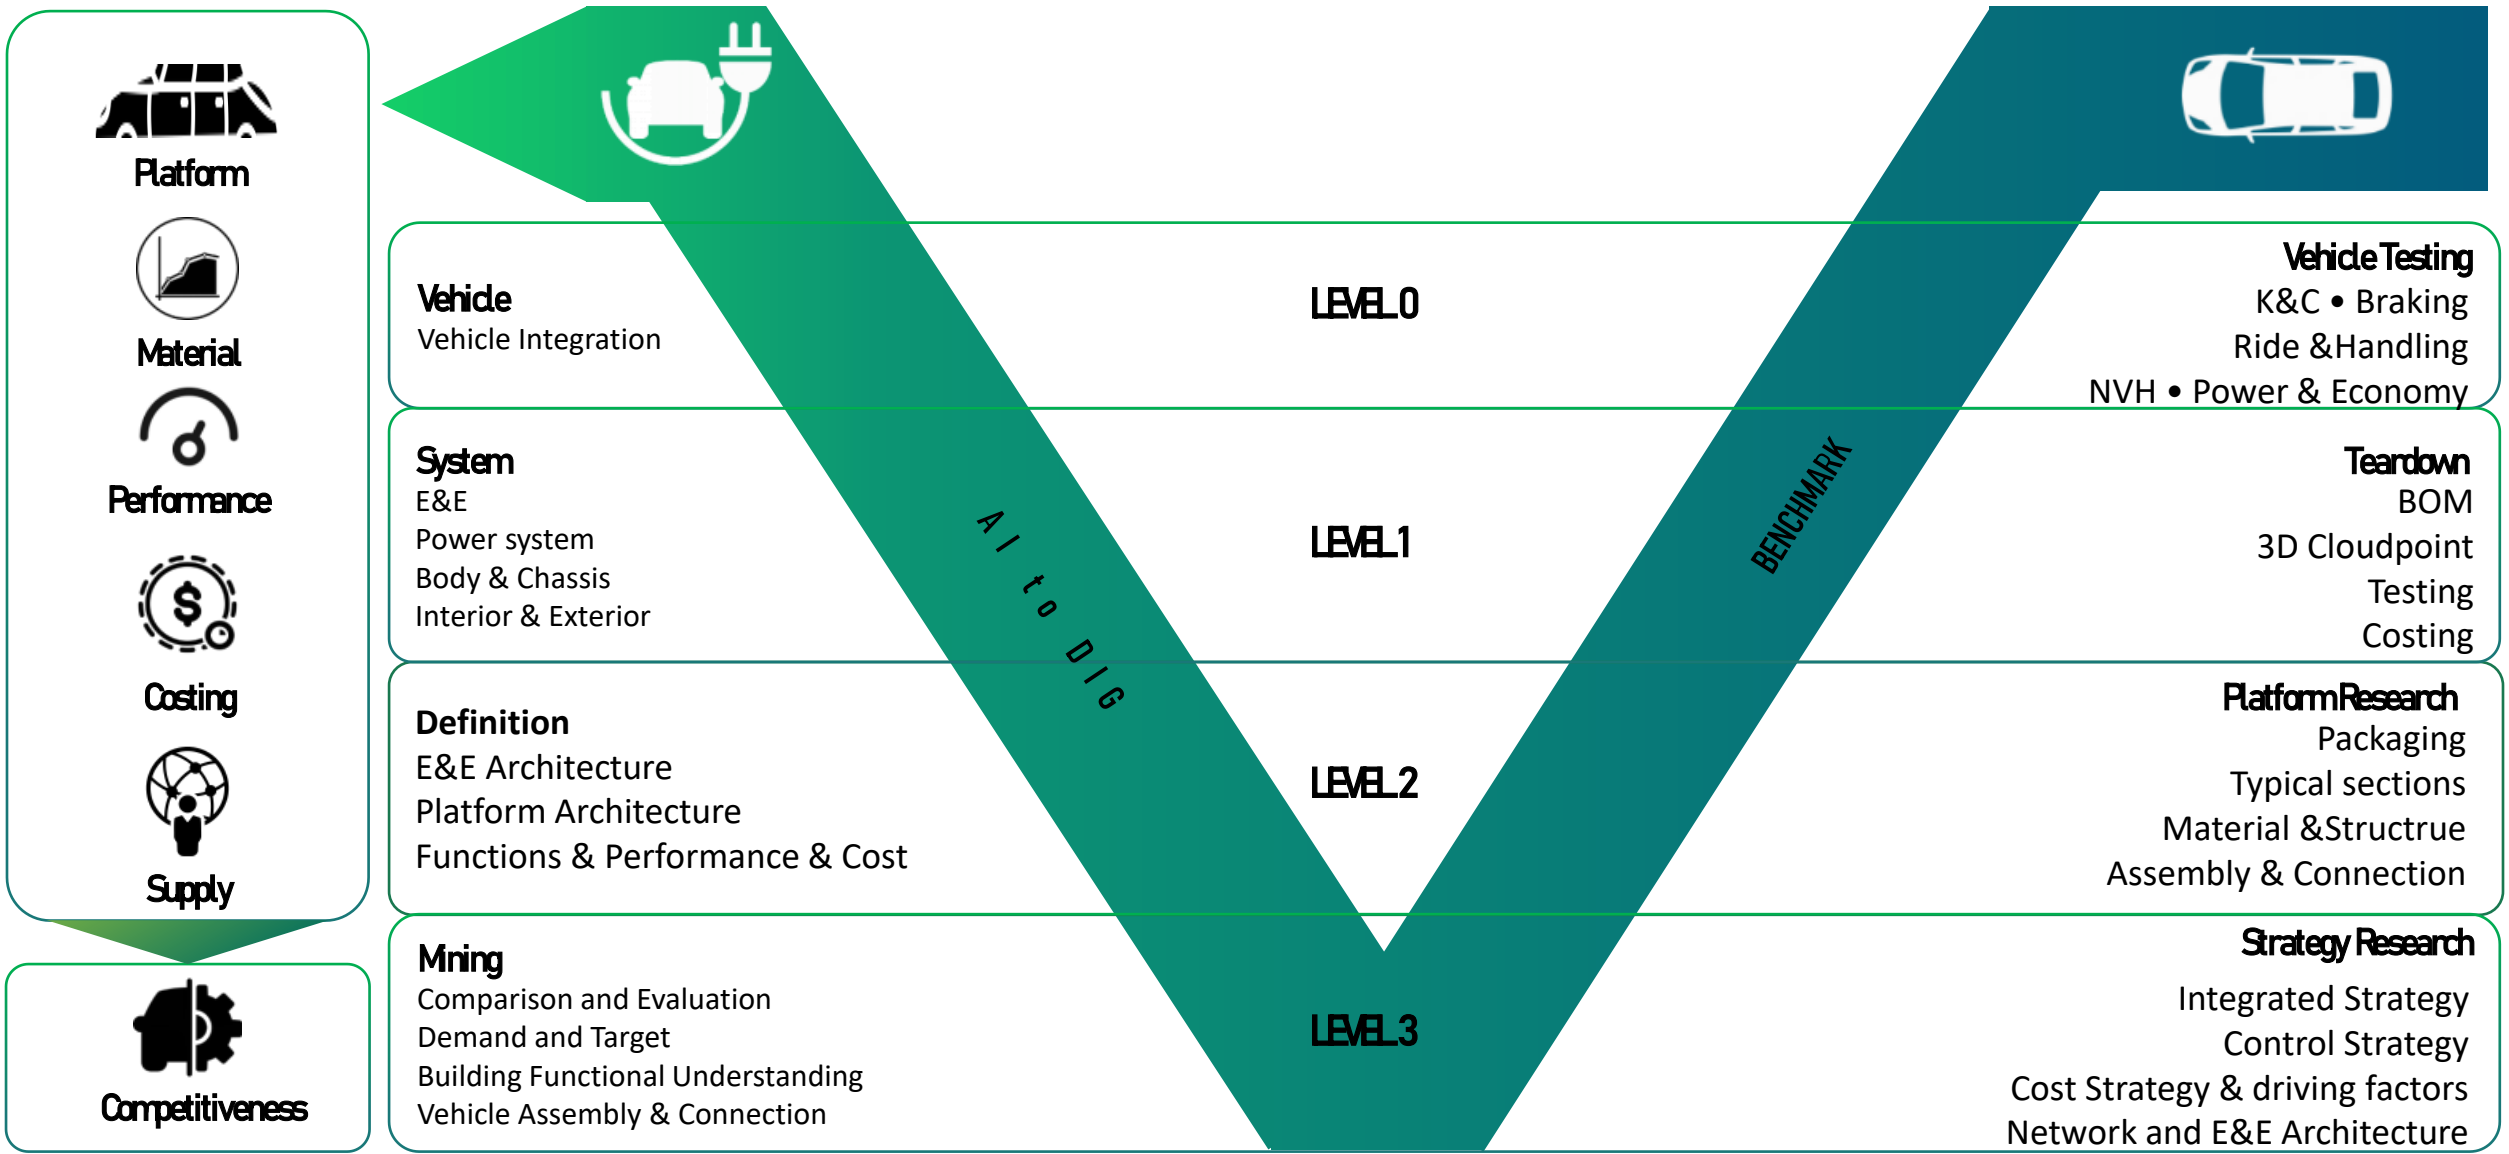 Platform
Material
Performance
Costing
Supply
Competitiveness
Vehicle
Vehicle Integration
LEVEL 0
Vehicle Testing
K&C • Braking
Ride &Handling
NVH • Power & Economy
System
E&E
Power system
Body & Chassis
Interior & Exterior
AI to DIG
LEVEL 1
BENCHMARK
Teardown
BOM
3D Cloudpoint
Testing
Costing
Definition
E&E Architecture
Platform Architecture
Functions & Performance & Cost
LEVEL 2
Platform Research
Packaging
Typical sections
Material &Structrue
Assembly & Connection
Mining
Comparison and Evaluation
Demand and Target
Building Functional Understanding
Vehicle Assembly & Connection
LEVEL 3
Strategy Research
Integrated Strategy
Control Strategy
Cost Strategy & driving factors
Network and E&E Architecture